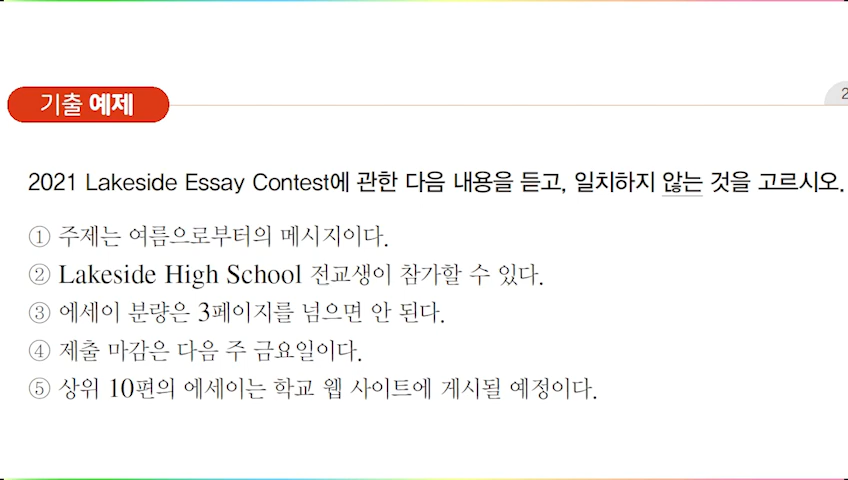 기출 예제
2
2021 Lakeside Essay Contest에 관한 다음 내용을 듣고, 일치하지 않는 것을 고르시오.
① 주제는 여름으로부터의 메시지이다.
② Lakeside High School 전교생이 참가할 수 있다.
③ 에세이 분량은 3페이지를 넘으면 안 된다.
④ 제출 마감은 다음 주 금요일이다.
⑤ 상위 10편의 에세이는 학교 웹 사이트에 게시될 예정이다.